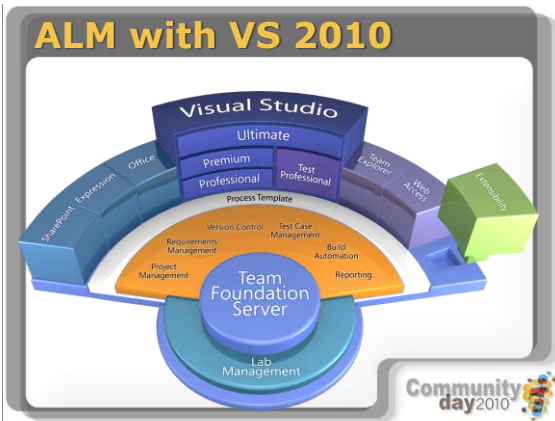 ALM with VS 2010
Visual Studio
Ultimate
Premium
Professional
Test
Professional
SharePoint
Expression
Office
Team
Explorer
Web
Access
Extensibility
Process Template
Version Control
Test Case
Management
Requirements
Management
Build
Automation
Project
Management
Reporting
Team
Foundation
Server
Lab
Management
Community
day2010